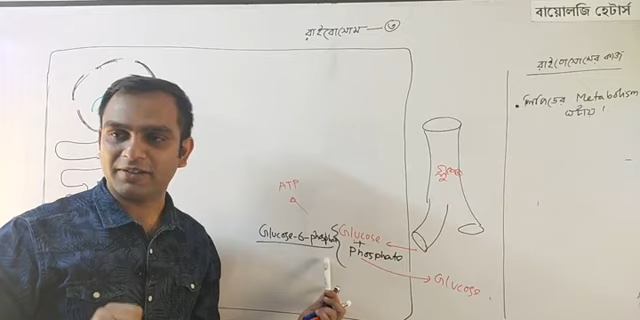 বায়োলজি হেটার্স
রাইবোসোম — ৩
রাইবোসোমের কাজ
• লিপিডের Metabolism
ঘটায়।
ATP
Glucose-6-phosphate
Glucose
+
Phosphate
Glucose